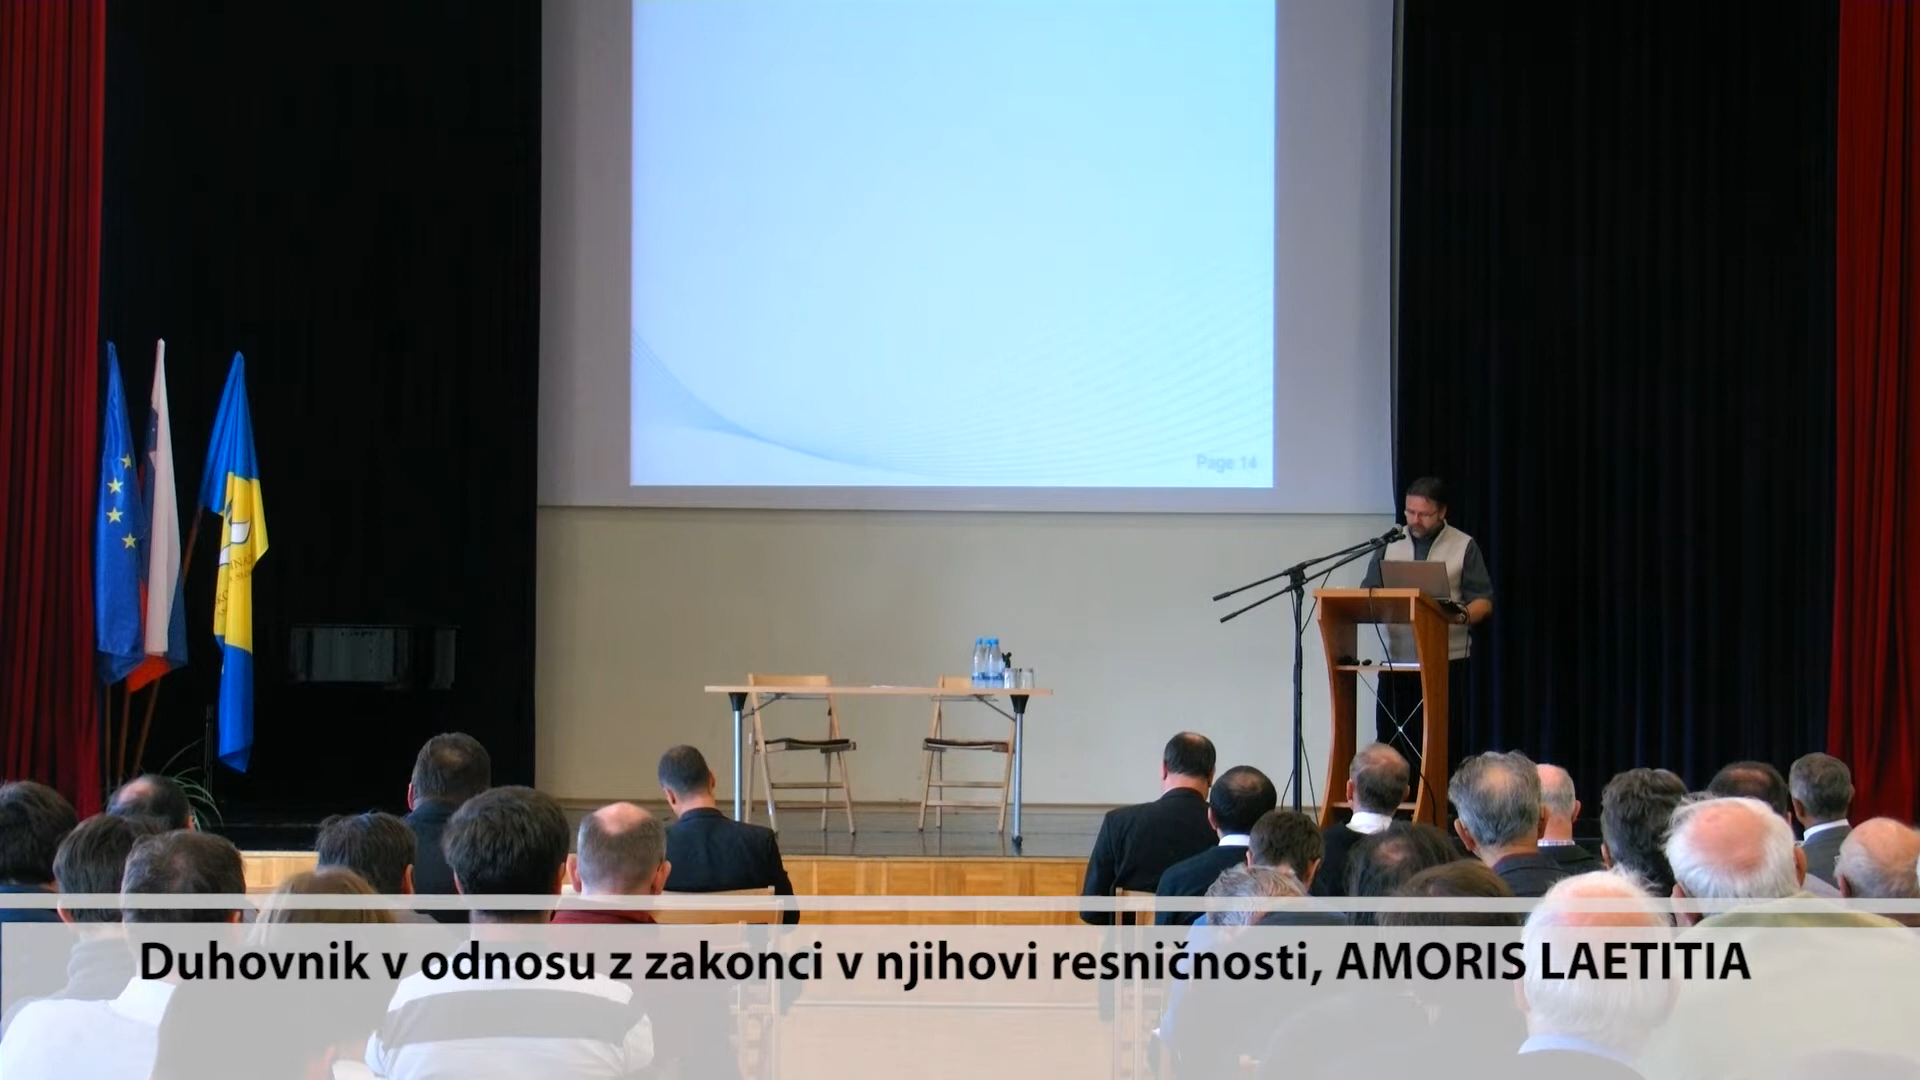 Page 14
Duhovnik v odnosu z zakonci v njihovi resničnosti, AMORIS LAETITIA